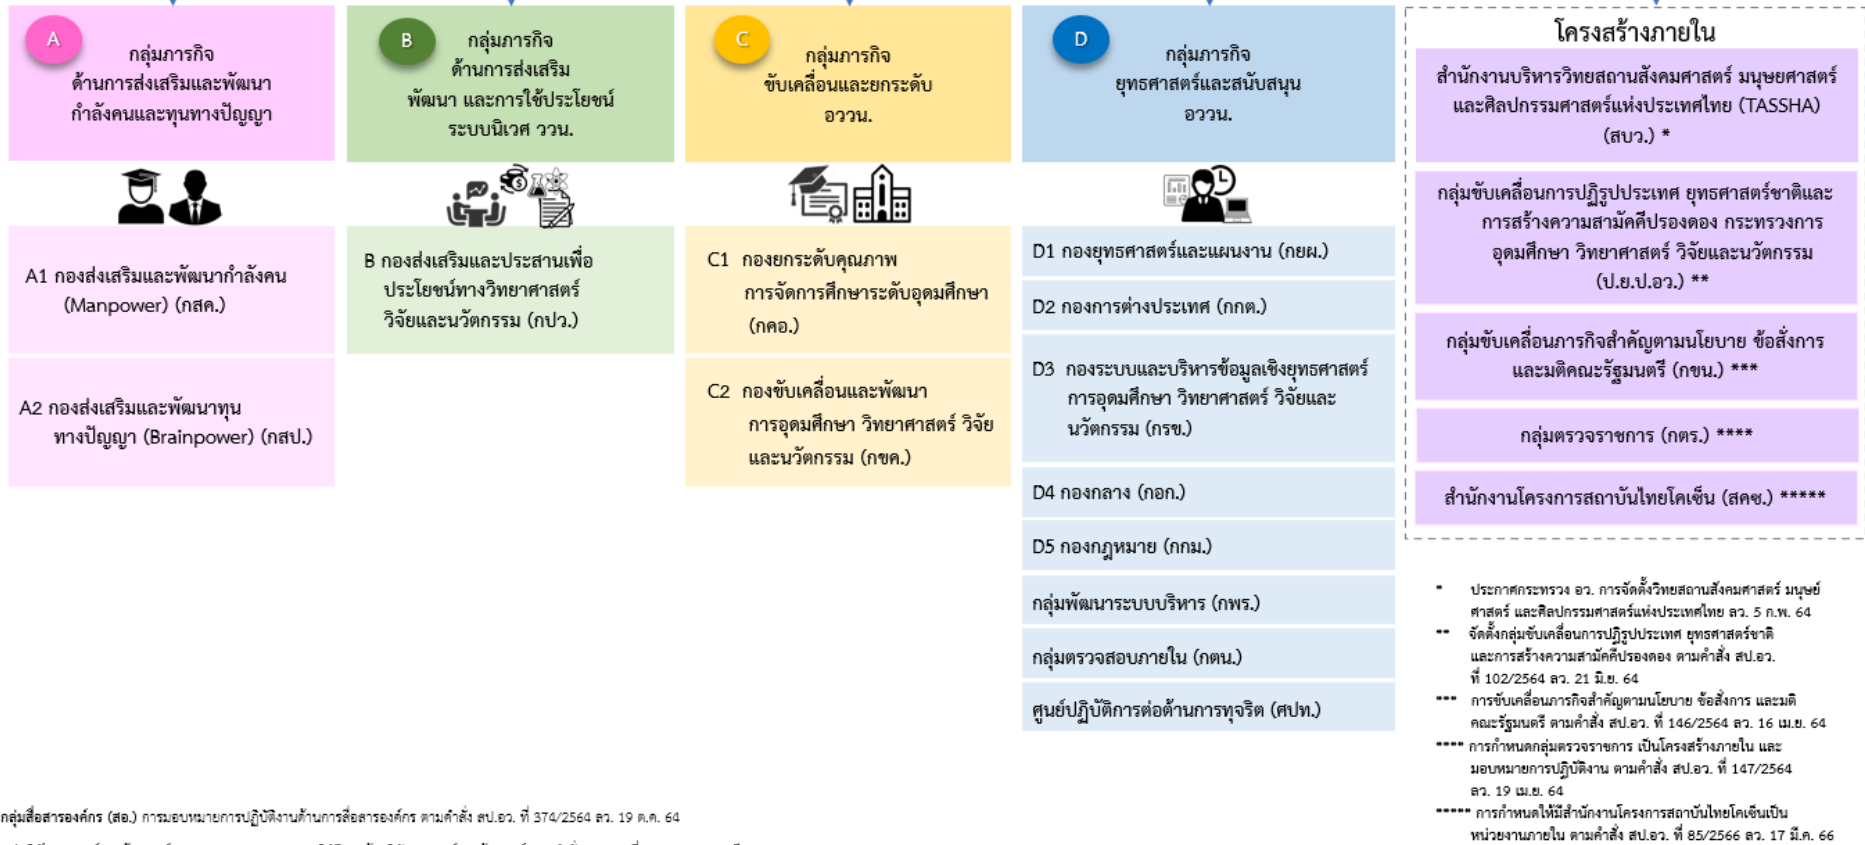 A
กลุ่มภารกิจ
ด้านการส่งเสริมและพัฒนา
กำลังคนและทุนทางปัญญา
A1 กองส่งเสริมและพัฒนากำลังคน
(Manpower) (กสค.)
A2 กองส่งเสริมและพัฒนาทุน
ทางปัญญา (Brainpower) (กสป.)
B
กลุ่มภารกิจ
ด้านการส่งเสริม
พัฒนา และการใช้ประโยชน์
ระบบนิเวศ ววน.
B กองส่งเสริมและประสานเพื่อ
ประโยชน์ทางวิทยาศาสตร์
วิจัยและนวัตกรรม (กปว.)
C
กลุ่มภารกิจ
ขับเคลื่อนและยกระดับ
อววน.
C1 กองยกระดับคุณภาพ
การจัดการศึกษาระดับอุดมศึกษา
(กคอ.)
C2 กองขับเคลื่อนและพัฒนา
การอุดมศึกษา วิทยาศาสตร์ วิจัย
และนวัตกรรม (กขค.)
D
กลุ่มภารกิจ
ยุทธศาสตร์และสนับสนุน
อววน.
D1 กองยุทธศาสตร์และแผนงาน (กยผ.)
D2 กองการต่างประเทศ (กกต.)
D3 กองระบบและบริหารข้อมูลเชิงยุทธศาสตร์
การอุดมศึกษา วิทยาศาสตร์ วิจัยและ
นวัตกรรม (กรข.)
D4 กองกลาง (กอก.)
D5 กองกฎหมาย (กกม.)
กลุ่มพัฒนาระบบบริหาร (กพร.)
กลุ่มตรวจสอบภายใน (กตน.)
ศูนย์ปฏิบัติการต่อต้านการทุจริต (ศปท.)
โครงสร้างภายใน
สำนักงานบริหารวิทยสถานสังคมศาสตร์ มนุษยศาสตร์
และศิลปกรรมศาสตร์แห่งประเทศไทย (TASSHA)
(สบว.) *
กลุ่มขับเคลื่อนการปฏิรูปประเทศ ยุทธศาสตร์ชาติและ
การสร้างความสามัคคีปรองดอง กระทรวงการ
อุดมศึกษา วิทยาศาสตร์ วิจัยและนวัตกรรม
(ป.ย.ป.อว.) **
กลุ่มขับเคลื่อนภารกิจสำคัญตามนโยบาย ข้อสั่งการ
และมติคณะรัฐมนตรี (กขน.) ***
กลุ่มตรวจราชการ (กตร.) ****
สำนักงานโครงการสถาบันไทยโคเซ็น (สคซ.) *****
* ประกาศกระทรวง อว. การจัดตั้งวิทยสถานสังคมศาสตร์ มนุษย์
ศาสตร์ และศิลปกรรมศาสตร์แห่งประเทศไทย ลว. 5 ก.พ. 64
** จัดตั้งกลุ่มขับเคลื่อนการปฏิรูปประเทศ ยุทธศาสตร์ชาติ
และการสร้างความสามัคคีปรองดอง ตามคำสั่ง สป.อว.
ที่ 102/2564 ลว. 21 มิ.ย. 64
*** การขับเคลื่อนภารกิจสำคัญตามนโยบาย ข้อสั่งการ และมติ
คณะรัฐมนตรี ตามคำสั่ง สป.อว. ที่ 146/2564 ลว. 16 เม.ย. 64
**** การกำหนดกลุ่มตรวจราชการ เป็นโครงสร้างภายใน และ
มอบหมายการปฏิบัติงาน ตามคำสั่ง สป.อว. ที่ 147/2564
ลว. 19 เม.ย. 64
***** การกำหนดให้มีสำนักงานโครงการสถาบันไทยโคเซ็นเป็น
หน่วยงานภายใน ตามคำสั่ง สป.อว. ที่ 85/2566 ลว. 17 มี.ค. 66
กลุ่มสื่อสารองค์กร (สอ.) การมอบหมายการปฏิบัติงานด้านการสื่อสารองค์กร ตามคำสั่ง สป.อว. ที่ 374/2564 ลว. 19 ต.ค. 64